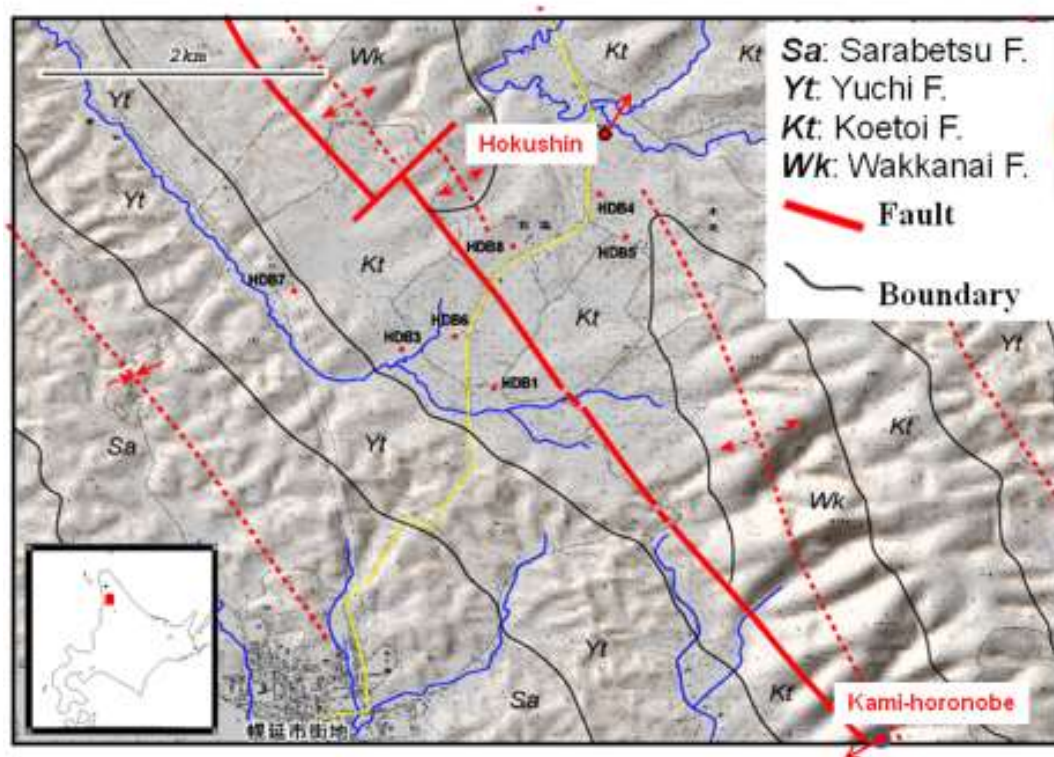 2km
Wk
Kt
Kt
Sa: Sarabetsu F.
Yt: Yuchi F.
Kt: Koetoi F.
Wk: Wakkanai F.
Fault
Boundary
Yt
Hokushin
Yt
HDB4
HDB8
HDB5
Kt
HDB7
Kt
HDB3
HDB6
Yt
HDB1
Sa
Yt
Kt
Wk
Yt
Sa
Kt
Kami-horonobe
幌延市街地